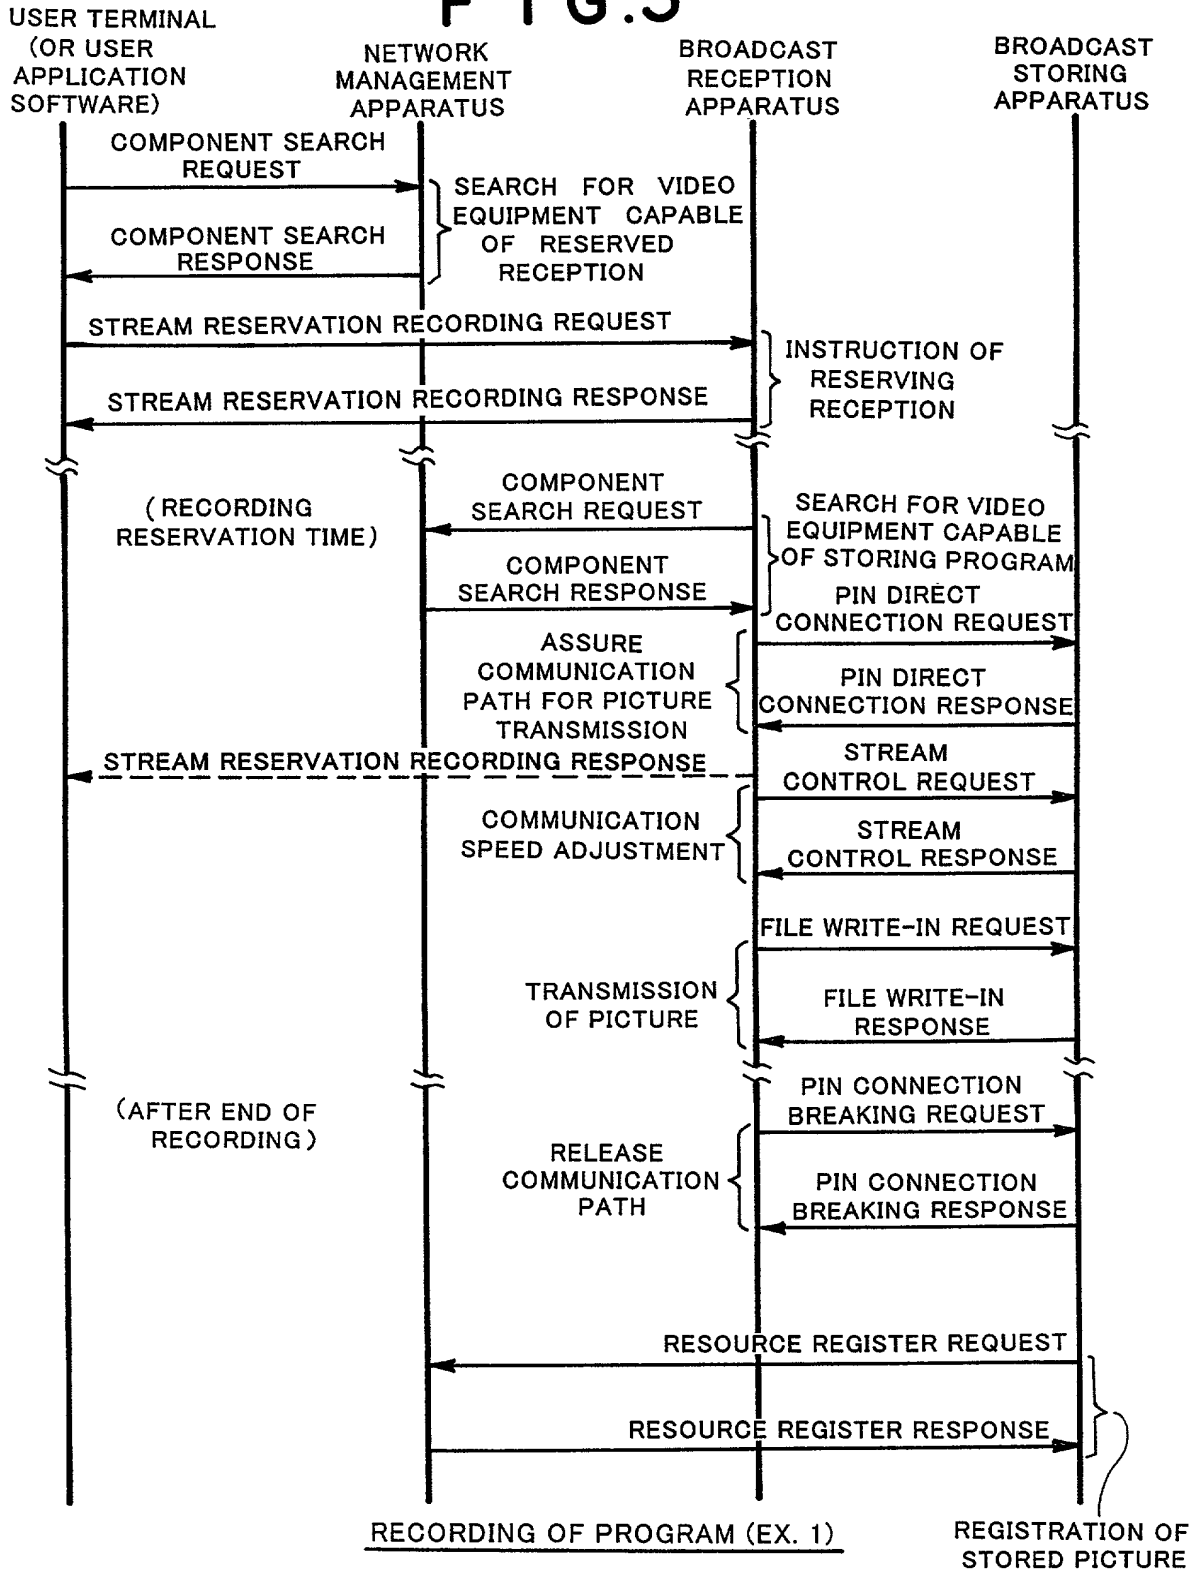 FIG.5
USER TERMINAL
(OR USER
APPLICATION
SOFTWARE)
NETWORK
MANAGEMENT
APPARATUS
BROADCAST
RECEPTION
APPARATUS
BROADCAST
STORING
APPARATUS
COMPONENT SEARCH
REQUEST
SEARCH FOR VIDEO
EQUIPMENT CAPABLE
OF RESERVED
RECEPTION
COMPONENT SEARCH
RESPONSE
STREAM RESERVATION RECORDING REQUEST
INSTRUCTION OF
RESERVING
RECEPTION
STREAM RESERVATION RECORDING RESPONSE
(RECORDING
RESERVATION TIME)
COMPONENT
SEARCH REQUEST
SEARCH FOR VIDEO
EQUIPMENT CAPABLE
OF STORING PROGRAM
COMPONENT
SEARCH RESPONSE
PIN DIRECT
CONNECTION REQUEST
ASSURE
COMMUNICATION
PATH FOR PICTURE
TRANSMISSION
PIN DIRECT
CONNECTION RESPONSE
STREAM RESERVATION RECORDING RESPONSE
STREAM
CONTROL REQUEST
COMMUNICATION
SPEED ADJUSTMENT
STREAM
CONTROL RESPONSE
FILE WRITE-IN REQUEST
TRANSMISSION
OF PICTURE
FILE WRITE-IN
RESPONSE
(AFTER END OF
RECORDING)
PIN CONNECTION
BREAKING REQUEST
RELEASE
COMMUNICATION
PATH
PIN CONNECTION
BREAKING RESPONSE
RESOURCE REGISTER REQUEST
RESOURCE REGISTER RESPONSE
RECORDING OF PROGRAM (EX. 1)
REGISTRATION OF
STORED PICTURE